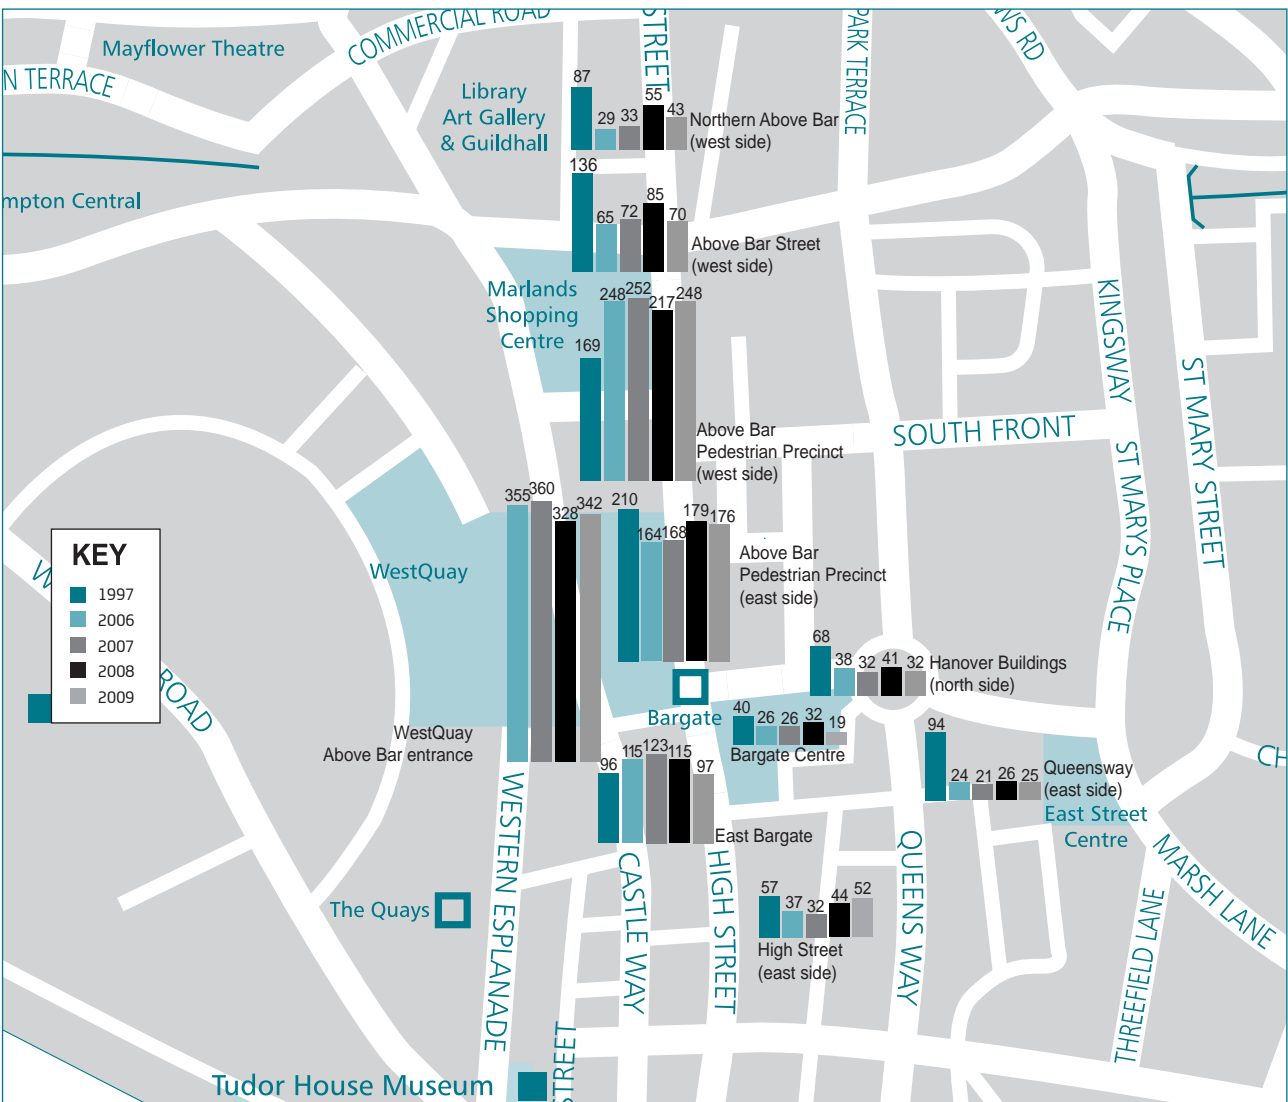 Mayflower Theatre
COMMERCIAL ROAD
STREET
PARK TERRACE
WS RD
N TERRACE
Library
Art Gallery
& Guildhall
87
29
33
55
43
Northern Above Bar
(west side)
mpton Central
136
65
72
85
70
Above Bar Street
(west side)
Marlands
Shopping
Centre
169
248
252
217
248
Above Bar
Pedestrian Precinct
(west side)
KINGSWAY
ST MARY STREET
SOUTH FRONT
ST MARYS PLACE
355
360
328
342
210
164
168
179
176
Above Bar
Pedestrian Precinct
(east side)
WestQuay
KEY
1997
2006
2007
2008
2009
W
ROAD
68
38
32
41
32
Hanover Buildings
(north side)
Bargate
40
26
26
32
19
Bargate Centre
WestQuay
Above Bar entrance
94
24
21
26
25
Queensway
(east side)
East Street
Centre
CH
96
115
123
115
97
East Bargate
WESTERN ESPLANADE
CASTLE WAY
HIGH STREET
QUEENS WAY
MARSH LANE
THREEFIELD LANE
The Quays
57
37
32
44
52
High Street
(east side)
STREET
Tudor House Museum